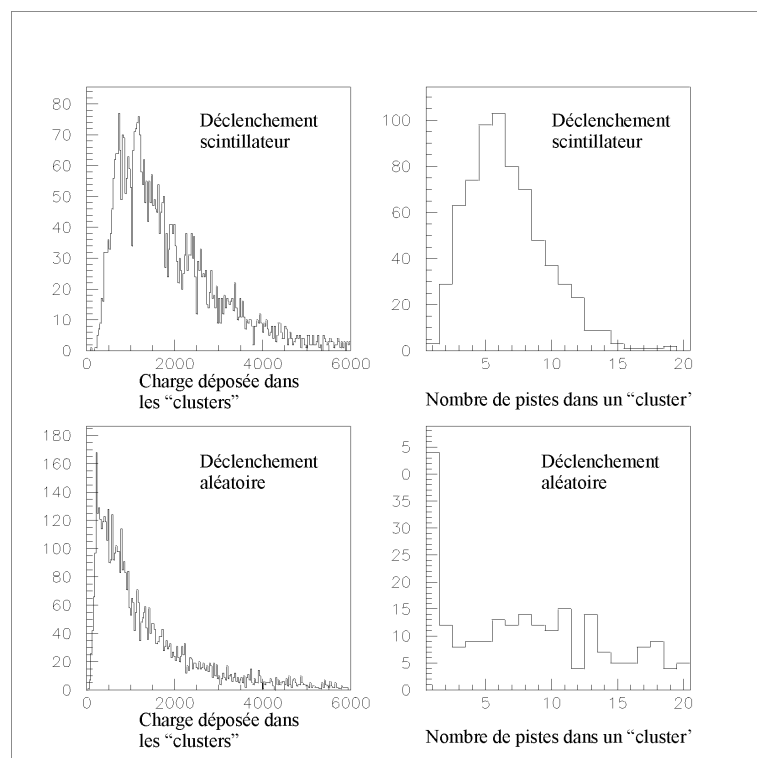 80
70
60
50
40
30
20
10
0
Déclenchement
scintillateur
0 2000 4000 6000
Charge déposée dans
les “clusters”
100
80
60
40
20
0
Déclenchement
scintillateur
5 10 15 20
Nombre de pistes dans un “cluster’
180
160
140
120
100
80
60
40
20
0
Déclenchement
aléatoire
0 2000 4000 6000
Charge déposée dans
les “clusters”
5
0
35
30
25
20
15
10
5
0
Déclenchement
aléatoire
5 10 15 20
Nombre de pistes dans un “cluster’